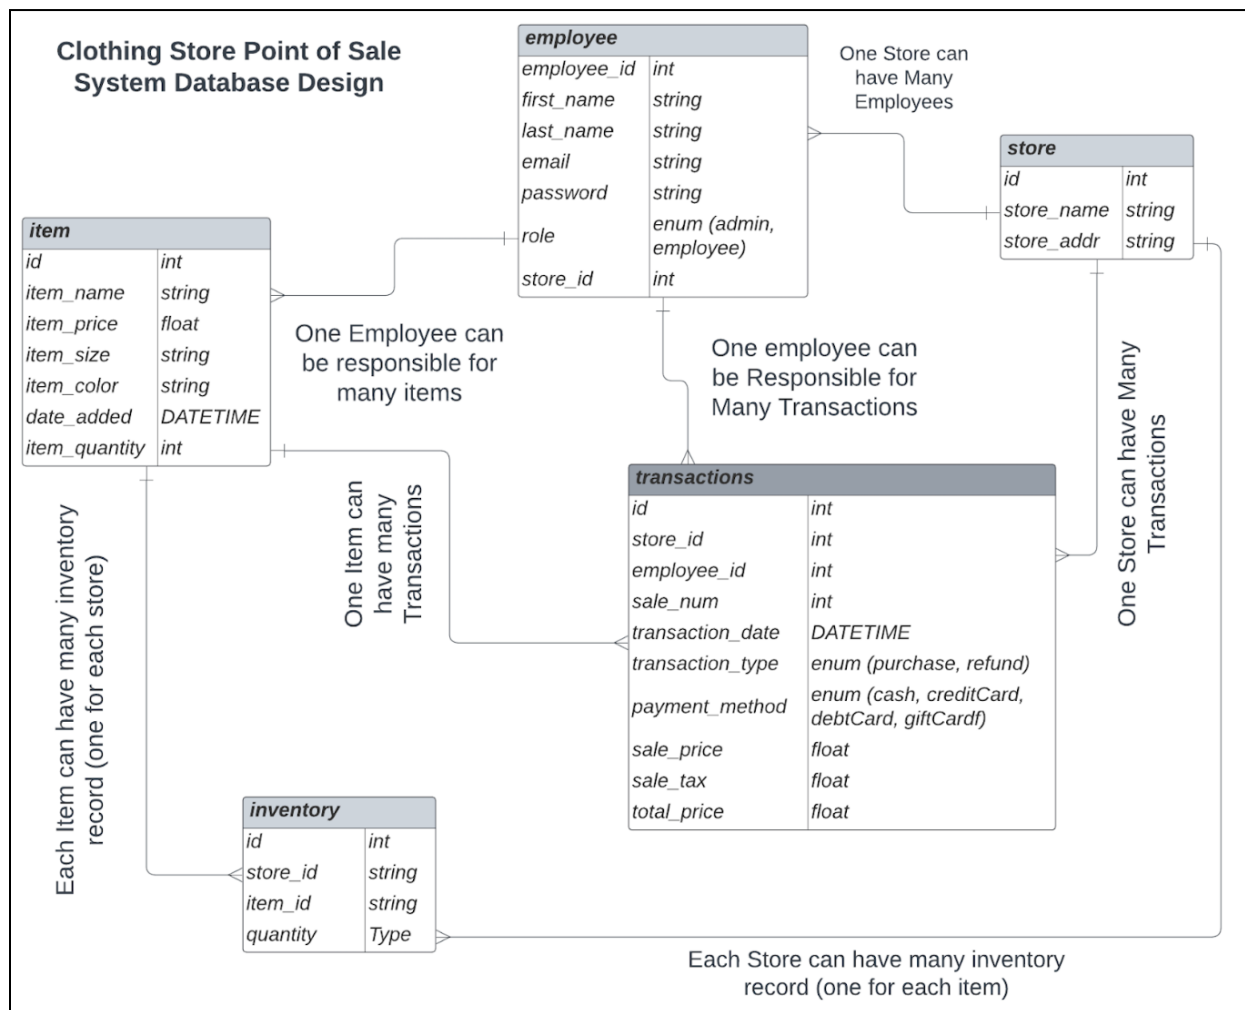 Clothing Store Point of Sale
System Database Design
employee
employee_id int
first_name string
last_name string
email string
password string
role enum (admin,
employee)
store_id int
One Store can
have Many
Employees
store
id int
store_name string
store_addr string
item
id int
item_name string
item_price float
item_size string
item_color string
date_added DATETIME
item_quantity int
One Employee can
be responsible for
many items
One employee can
be Responsible for
Many Transactions
One Store can have Many
Transactions
One Item can
have many
Transactions
Each Item can have many inventory
record (one for each store)
transactions
id int
store_id int
employee_id int
sale_num int
transaction_date DATETIME
transaction_type enum (purchase, refund)
payment_method enum (cash, creditCard,
debtCard, giftCardf)
sale_price float
sale_tax float
total_price float
inventory
id int
store_id string
item_id string
quantity Type
Each Store can have many inventory
record (one for each item)